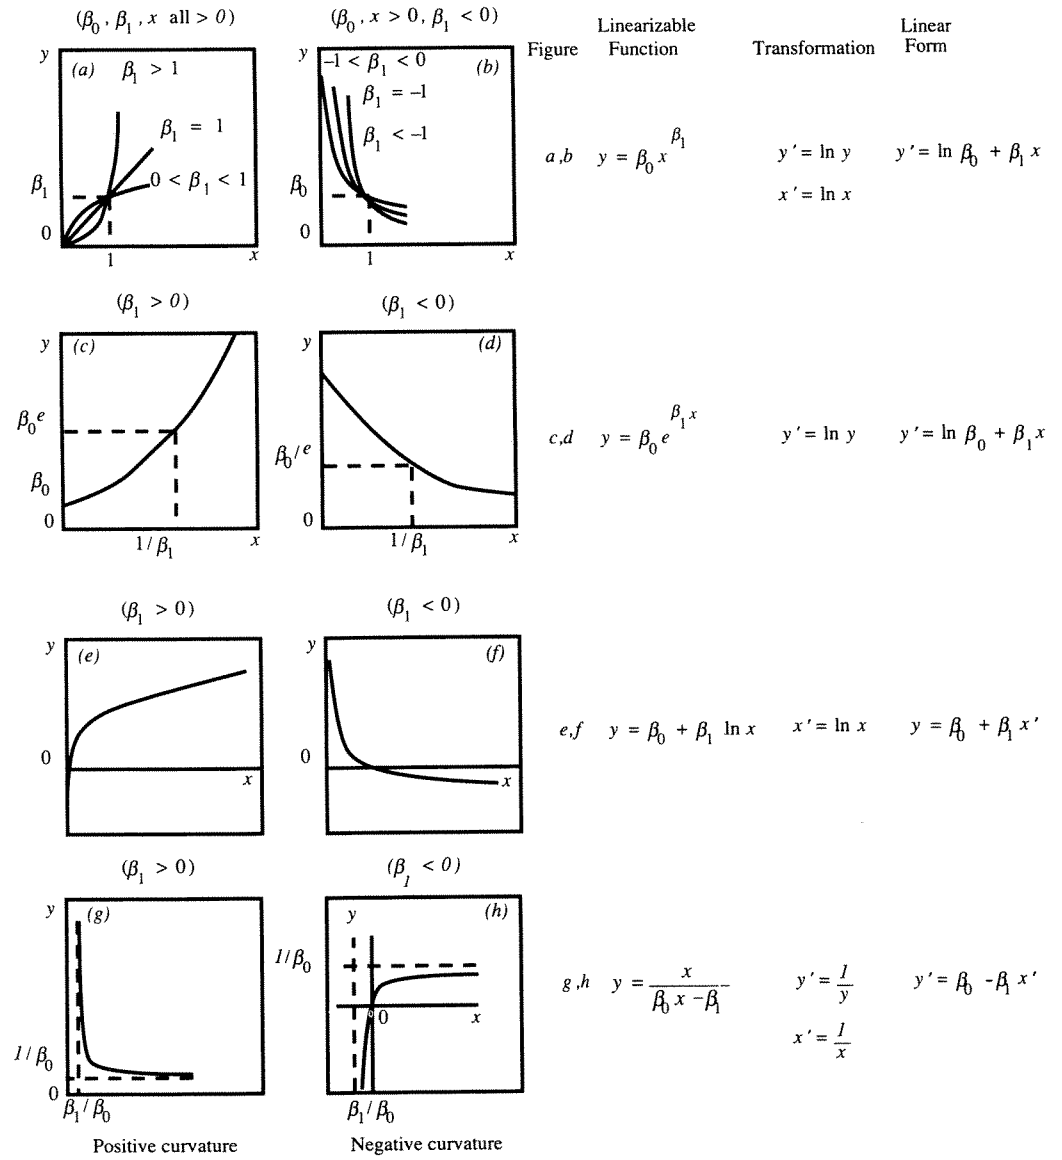 (β₀ , β₁ , x all > 0)
(β₀ , x > 0, β₁ < 0)
Figure
Linearizable
Function
Transformation
Linear
Form
y
(a) β₁ > 1
β₁ = 1
0 < β₁ < 1
β₁
0
1
x
y
−1 < β₁ < 0
(b)
β₁ = −1
β₁ < −1
β₀
0
1
x
a,b
y = β₀ x^β₁
y ′ = ln y
x ′ = ln x
y ′ = ln β₀ + β₁ x
(β₁ > 0)
(β₁ < 0)
y
(c)
β₀e
β₀
0
1/β₁
x
y
(d)
β₀/e
0
1/β₁
x
c,d
y = β₀ e^β₁x
y ′ = ln y
y ′ = ln β₀ + β₁x
(β₁ > 0)
(β₁ < 0)
y
(e)
0
x
y
(f)
0
x
e,f
y = β₀ + β₁ ln x
x ′ = ln x
y = β₀ + β₁ x ′
(β₁ > 0)
(β₁ < 0)
y
(g)
1/β₀
0
β₁/β₀
y
(h)
1/β₀
0
x
β₁/β₀
g,h
y = x / (β₀ x − β₁)
y ′ = 1/y
x ′ = 1/x
y ′ = β₀ - β₁ x ′
Positive curvature
Negative curvature